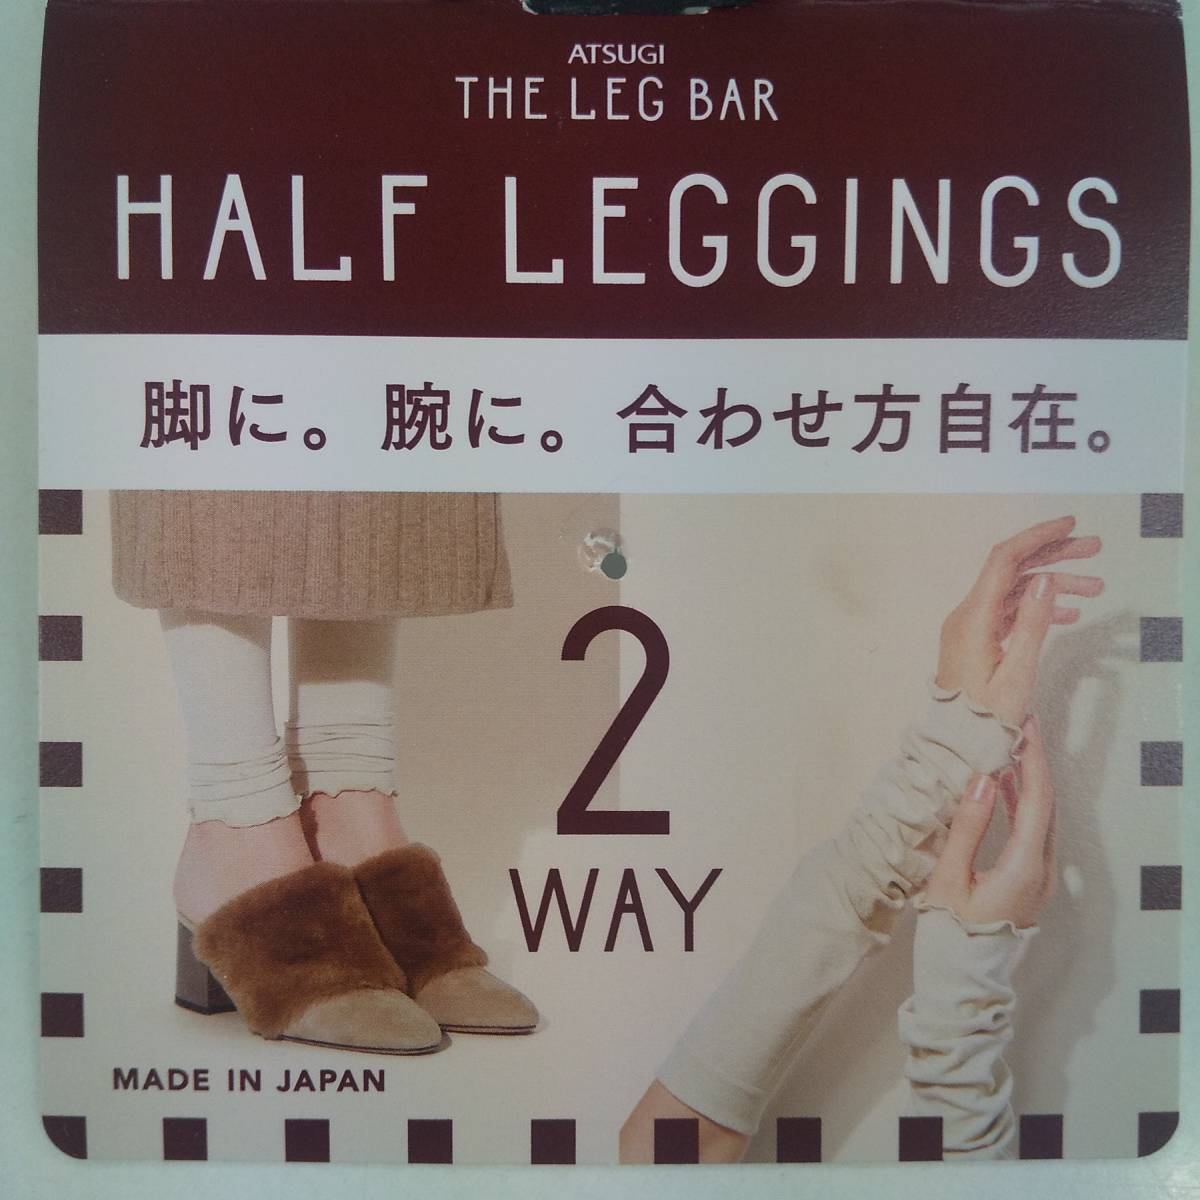 ATSUGI
THE LEG BAR
HALF LEGGINGS
脚に。腕に。合わせ方自在。
2
WAY
MADE IN JAPAN